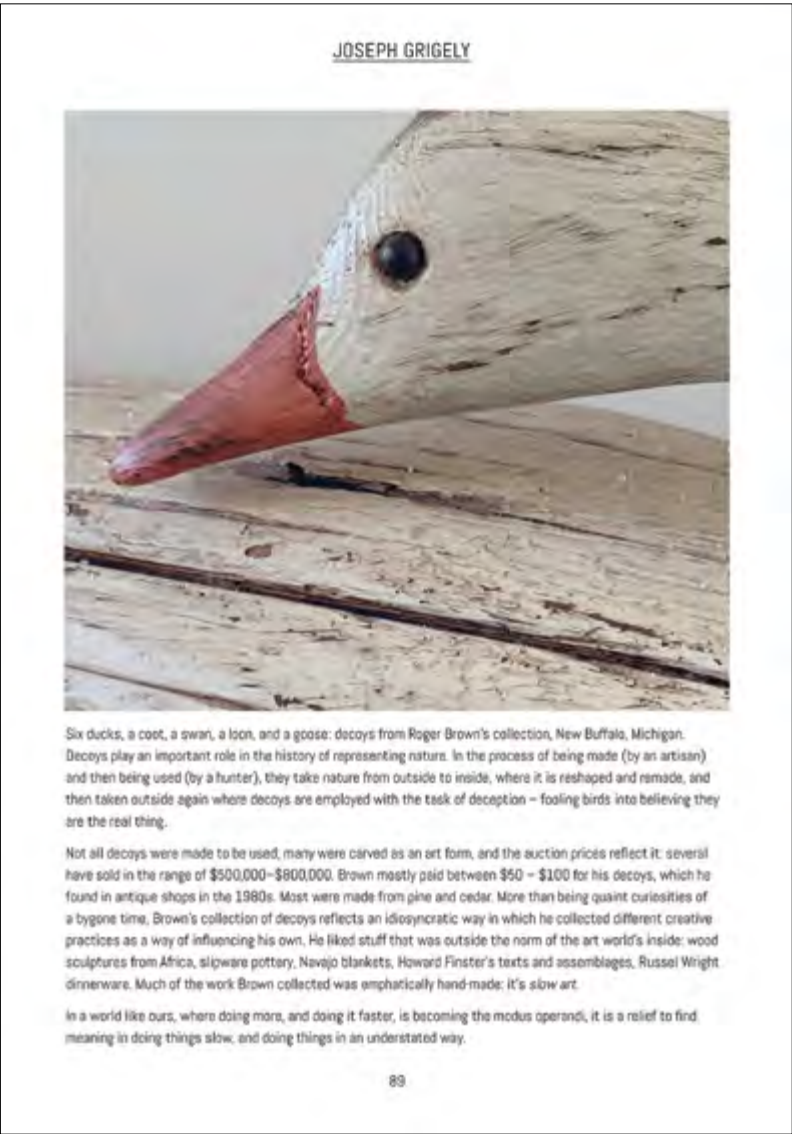 JOSEPH GRIGELY
Six ducks, a coot, a swan, a loon, and a goose: decoys from Roger Brown's collection, New Buffalo, Michigan.
Decoys play an important role in the history of representing nature. In the process of being made (by an artisan)
and then being used (by a hunter), they take nature from outside to inside, where it is reshaped and remade, and
then taken outside again where decoys are employed with the task of deception – fooling birds into believing they
are the real thing.
Not all decoys were made to be used, many were carved as an art form, and the auction prices reflect it: several
have sold in the range of $500,000–$800,000. Brown mostly paid between $50 – $100 for his decoys, which he
found in antique shops in the 1980s. Most were made from pine and cedar. More than being quaint curiosities of
a bygone time, Brown's collection of decoys reflects an idiosyncratic way in which he collected different creative
practices as a way of influencing his own. He liked stuff that was outside the norm of the art world's inside: wood
sculptures from Africa, slipware pottery, Navajo blankets, Howard Finster's texts and assemblages, Russel Wright
dinnerware. Much of the work Brown collected was emphatically hand-made: it's slow art.
In a world like ours, where doing more, and doing it faster, is becoming the modus operandi, it is a relief to find
meaning in doing things slow, and doing things in an understated way.
89